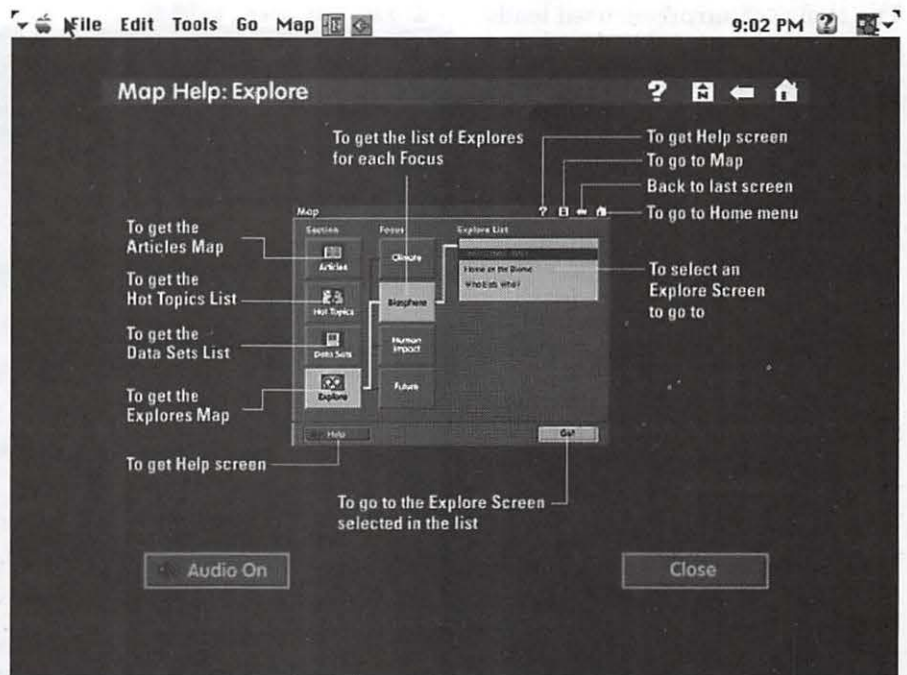 File Edit Tools Go Map 9:02 PM
Map Help: Explore
To get the list of Explores
for each Focus
To get Help screen
To go to Map
Back to last screen
To go to Home menu
To get the
Articles Map
To get the
Hot Topics List
To get the
Data Sets List
To get the
Explores Map
To get Help screen
Map
Section Focus Explore List
Articles
Hot Topics
Data Sets
Explore
Climate
Biosphere
Human
Impact
Future
Home on the Biome
Who Eats Who?
Help Go!
To select an
Explore Screen
to go to
To go to the Explore Screen
selected in the list
Audio On Close